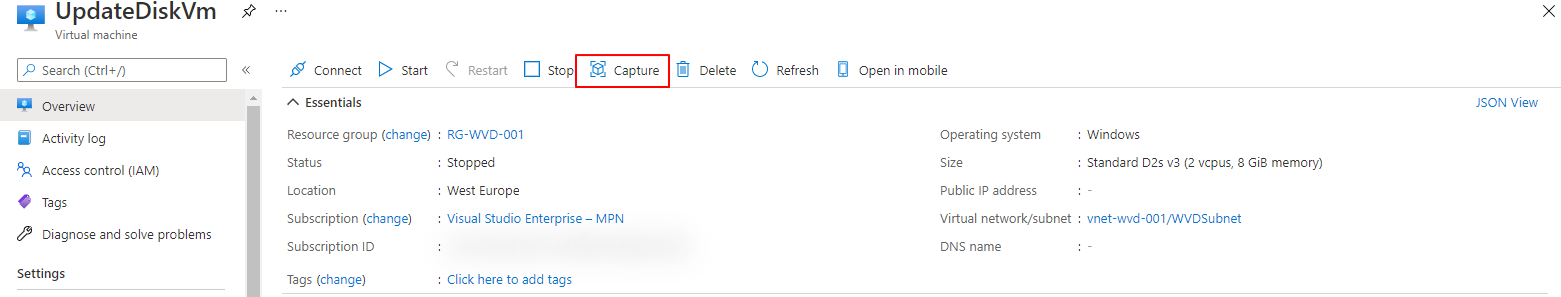 UpdateDiskVm ...
Virtual machine
Search (Ctrl+/) «
Connect Start Restart Stop Capture Delete Refresh Open in mobile
Overview
Activity log
Access control (IAM)
Tags
Diagnose and solve problems
Settings
Essentials JSON View
Resource group (change) : RG-WVD-001
Status : Stopped
Location : West Europe
Subscription (change) : Visual Studio Enterprise – MPN
Subscription ID :
Tags (change) : Click here to add tags
Operating system : Windows
Size : Standard D2s v3 (2 vcpus, 8 GiB memory)
Public IP address : -
Virtual network/subnet : vnet-wvd-001/WVDSubnet
DNS name : -